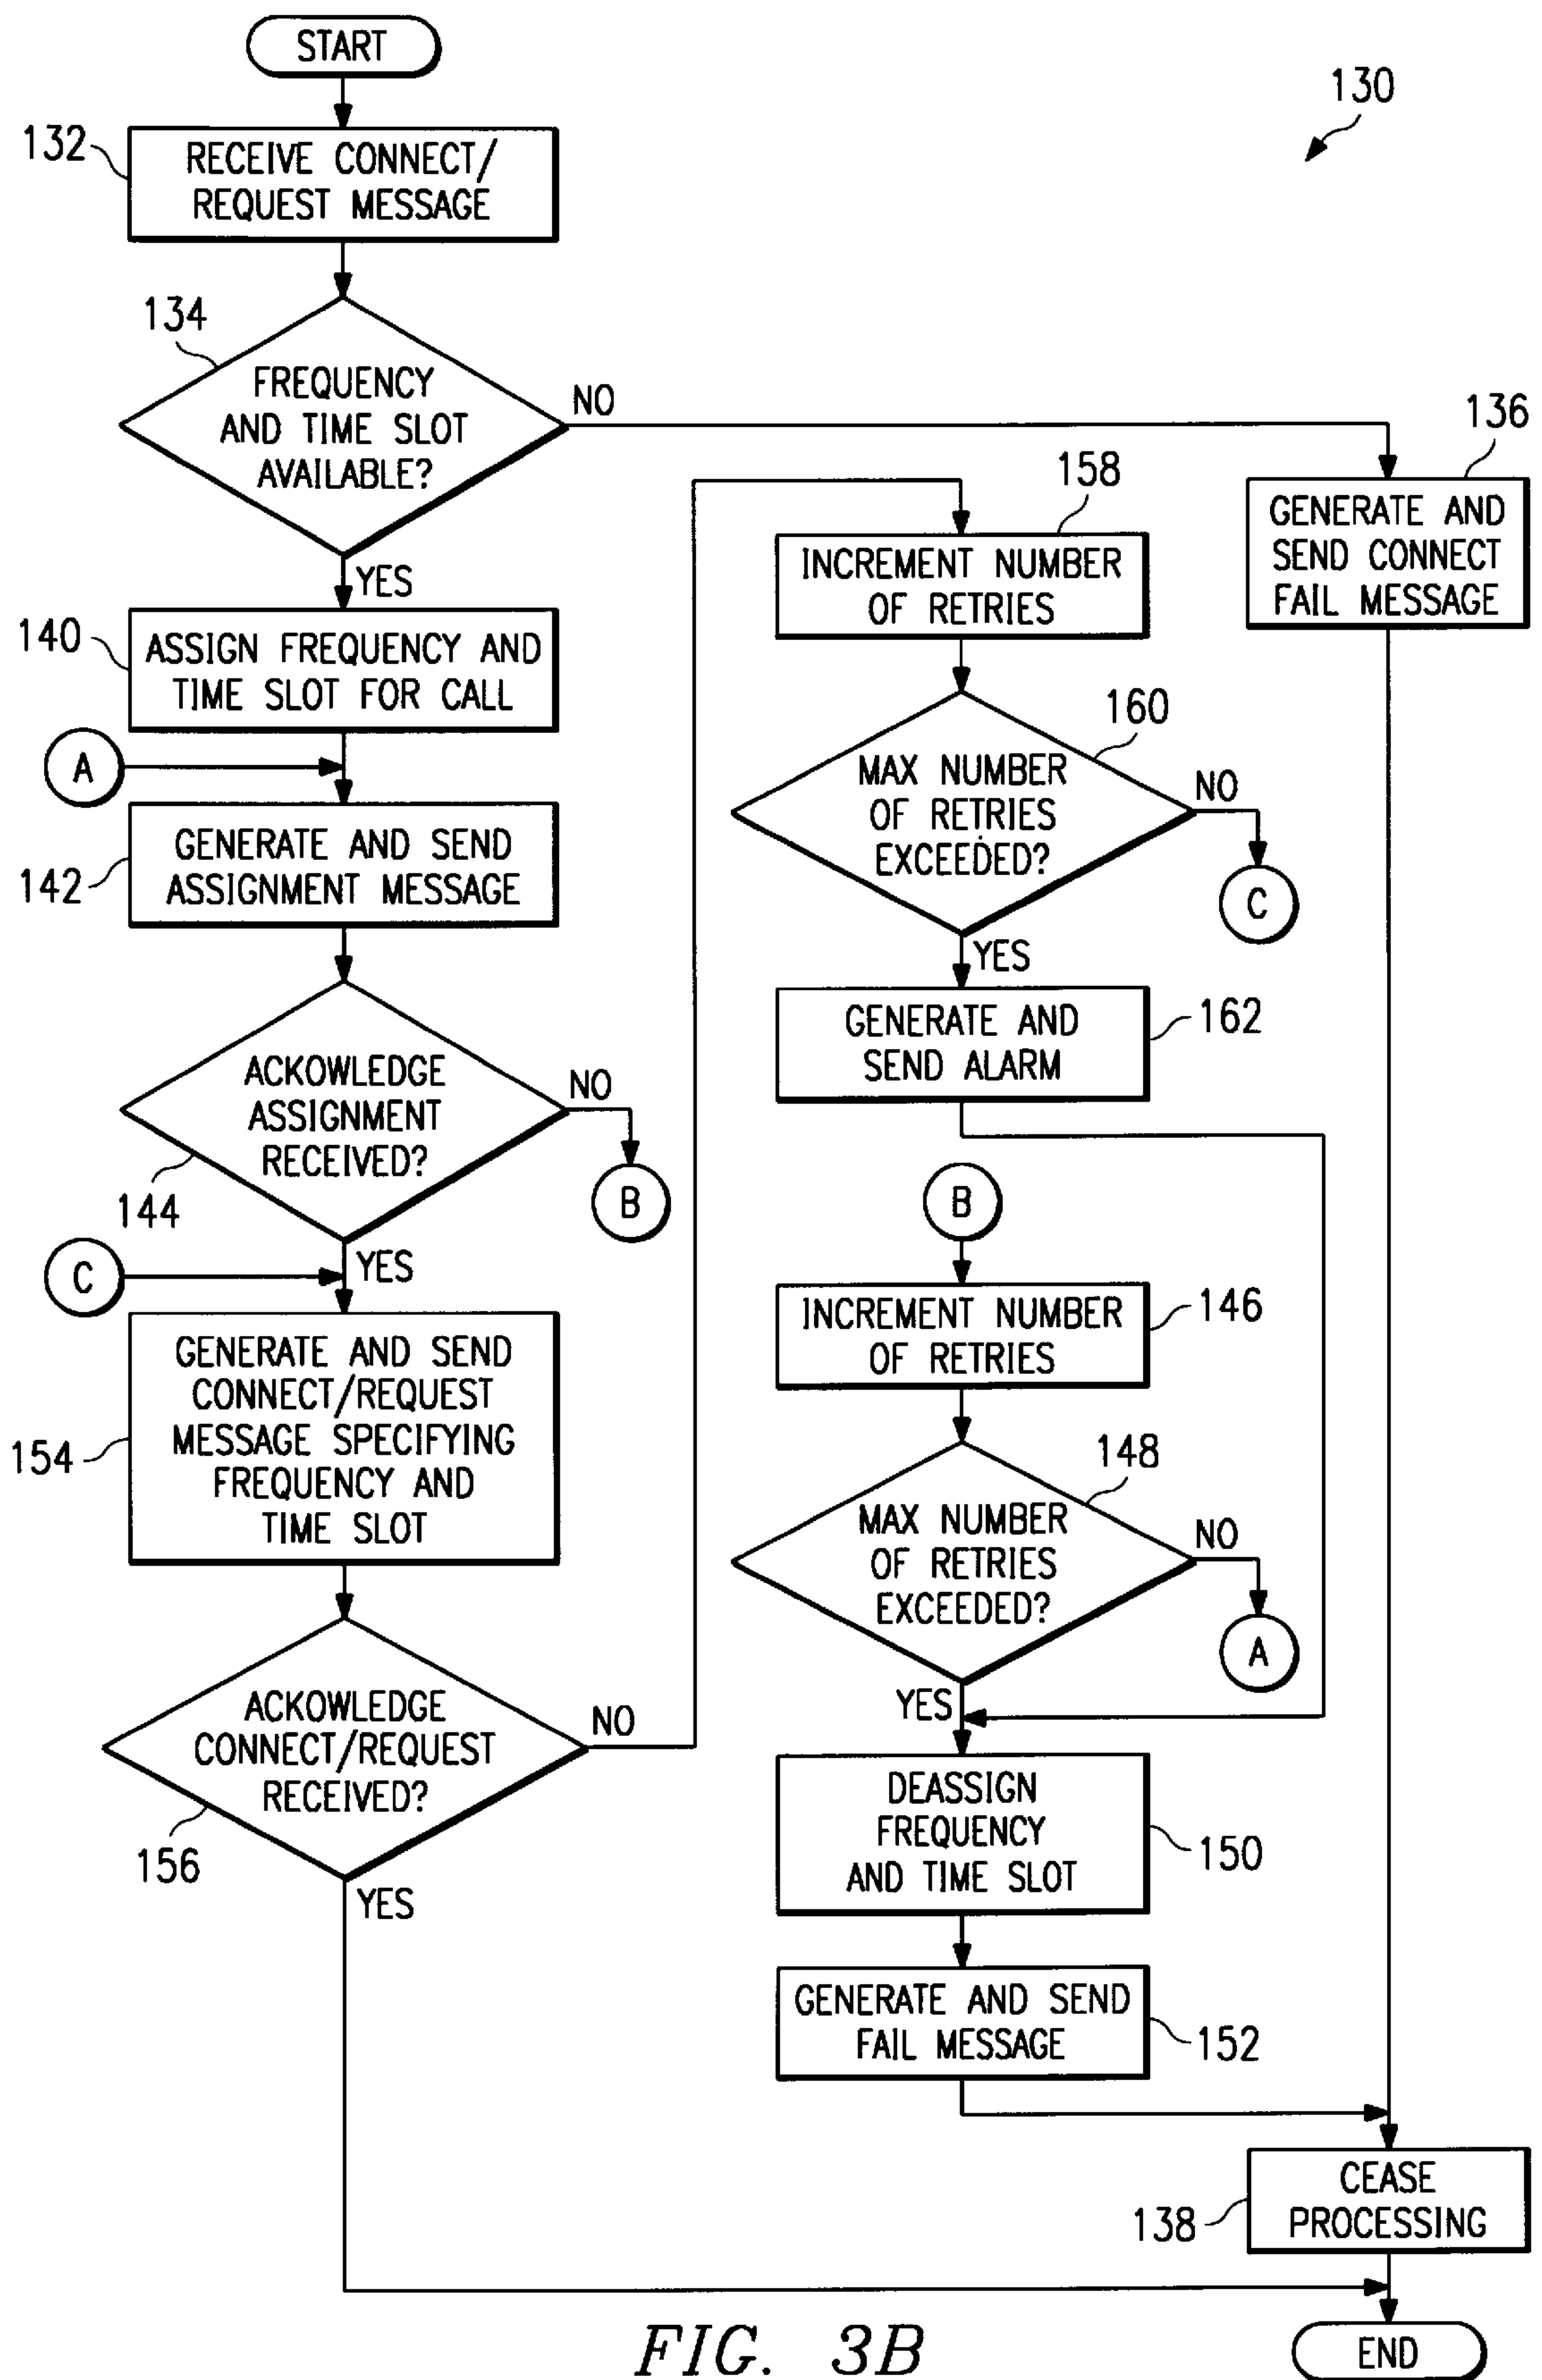 START
130
132
RECEIVE CONNECT/
REQUEST MESSAGE
134
FREQUENCY
AND TIME SLOT
AVAILABLE?
NO
YES
136
GENERATE AND
SEND CONNECT
FAIL MESSAGE
140
ASSIGN FREQUENCY AND
TIME SLOT FOR CALL
A
142
GENERATE AND SEND
ASSIGNMENT MESSAGE
144
ACKOWLEDGE
ASSIGNMENT
RECEIVED?
NO
B
YES
C
154
GENERATE AND SEND
CONNECT/REQUEST
MESSAGE SPECIFYING
FREQUENCY AND
TIME SLOT
156
ACKOWLEDGE
CONNECT/REQUEST
RECEIVED?
NO
YES
158
INCREMENT NUMBER
OF RETRIES
160
MAX NUMBER
OF RETRIES
EXCEEDED?
NO
C
YES
162
GENERATE AND
SEND ALARM
B
146
INCREMENT NUMBER
OF RETRIES
148
MAX NUMBER
OF RETRIES
EXCEEDED?
NO
A
YES
150
DEASSIGN
FREQUENCY
AND TIME SLOT
152
GENERATE AND SEND
FAIL MESSAGE
138
CEASE
PROCESSING
END
FIG. 3B